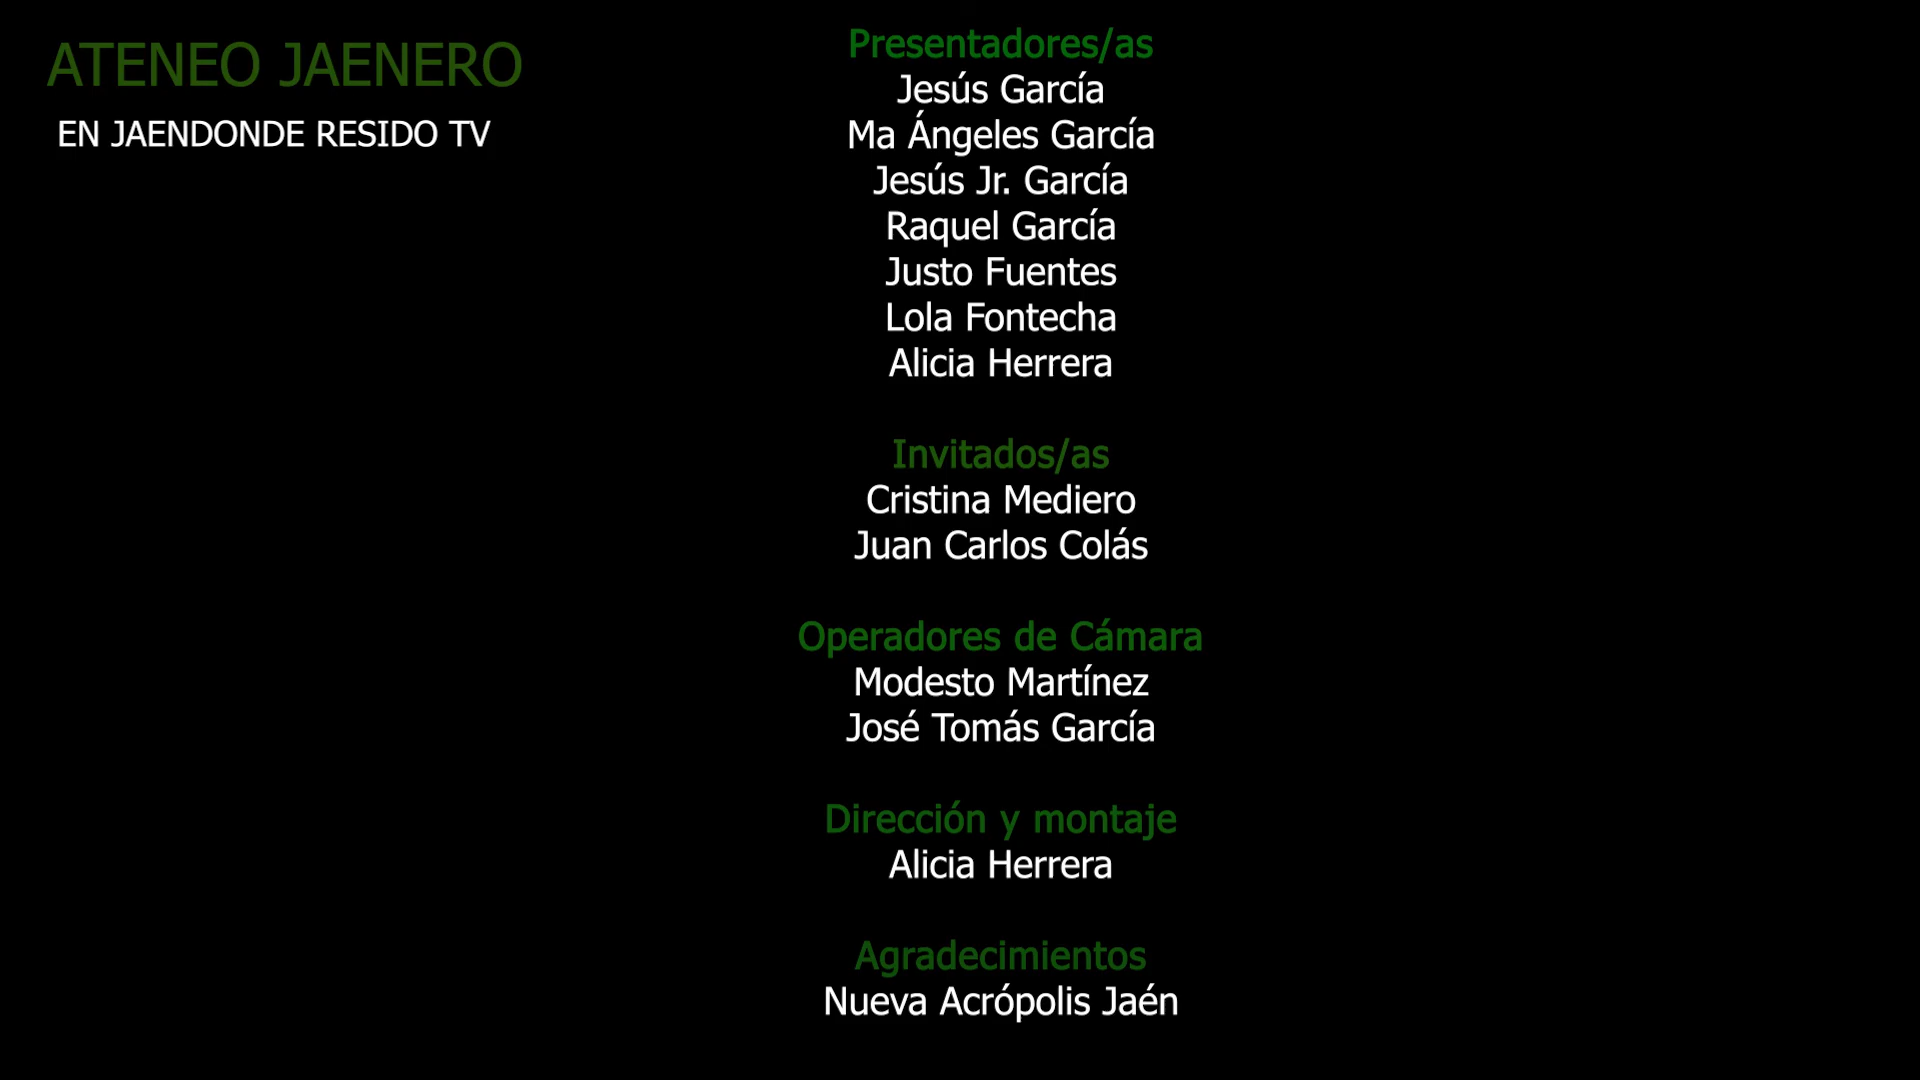 ATENEO JAENERO
EN JAENDONDE RESIDO TV
Presentadores/as
Jesús García
Ma Ángeles García
Jesús Jr. García
Raquel García
Justo Fuentes
Lola Fontecha
Alicia Herrera
Invitados/as
Cristina Mediero
Juan Carlos Colás
Operadores de Cámara
Modesto Martínez
José Tomás García
Dirección y montaje
Alicia Herrera
Agradecimientos
Nueva Acrópolis Jaén